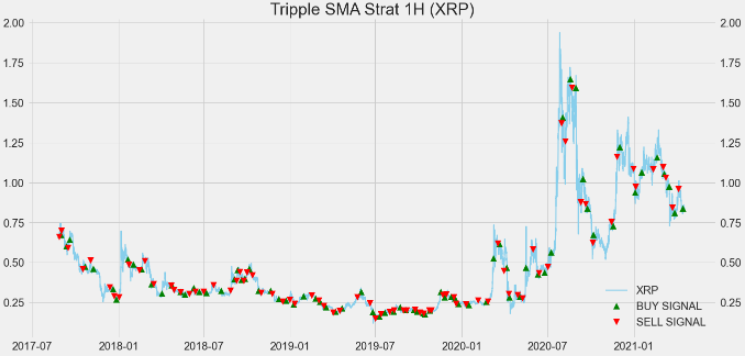 Tripple SMA Strat 1H (XRP)
2.00 2.00
1.75 1.75
1.50 1.50
1.25 1.25
1.00 1.00
0.75 0.75
0.50 0.50
0.25 0.25
XRP
BUY SIGNAL
SELL SIGNAL
2017-07 2018-01 2018-07 2019-01 2019-07 2020-01 2020-07 2021-01